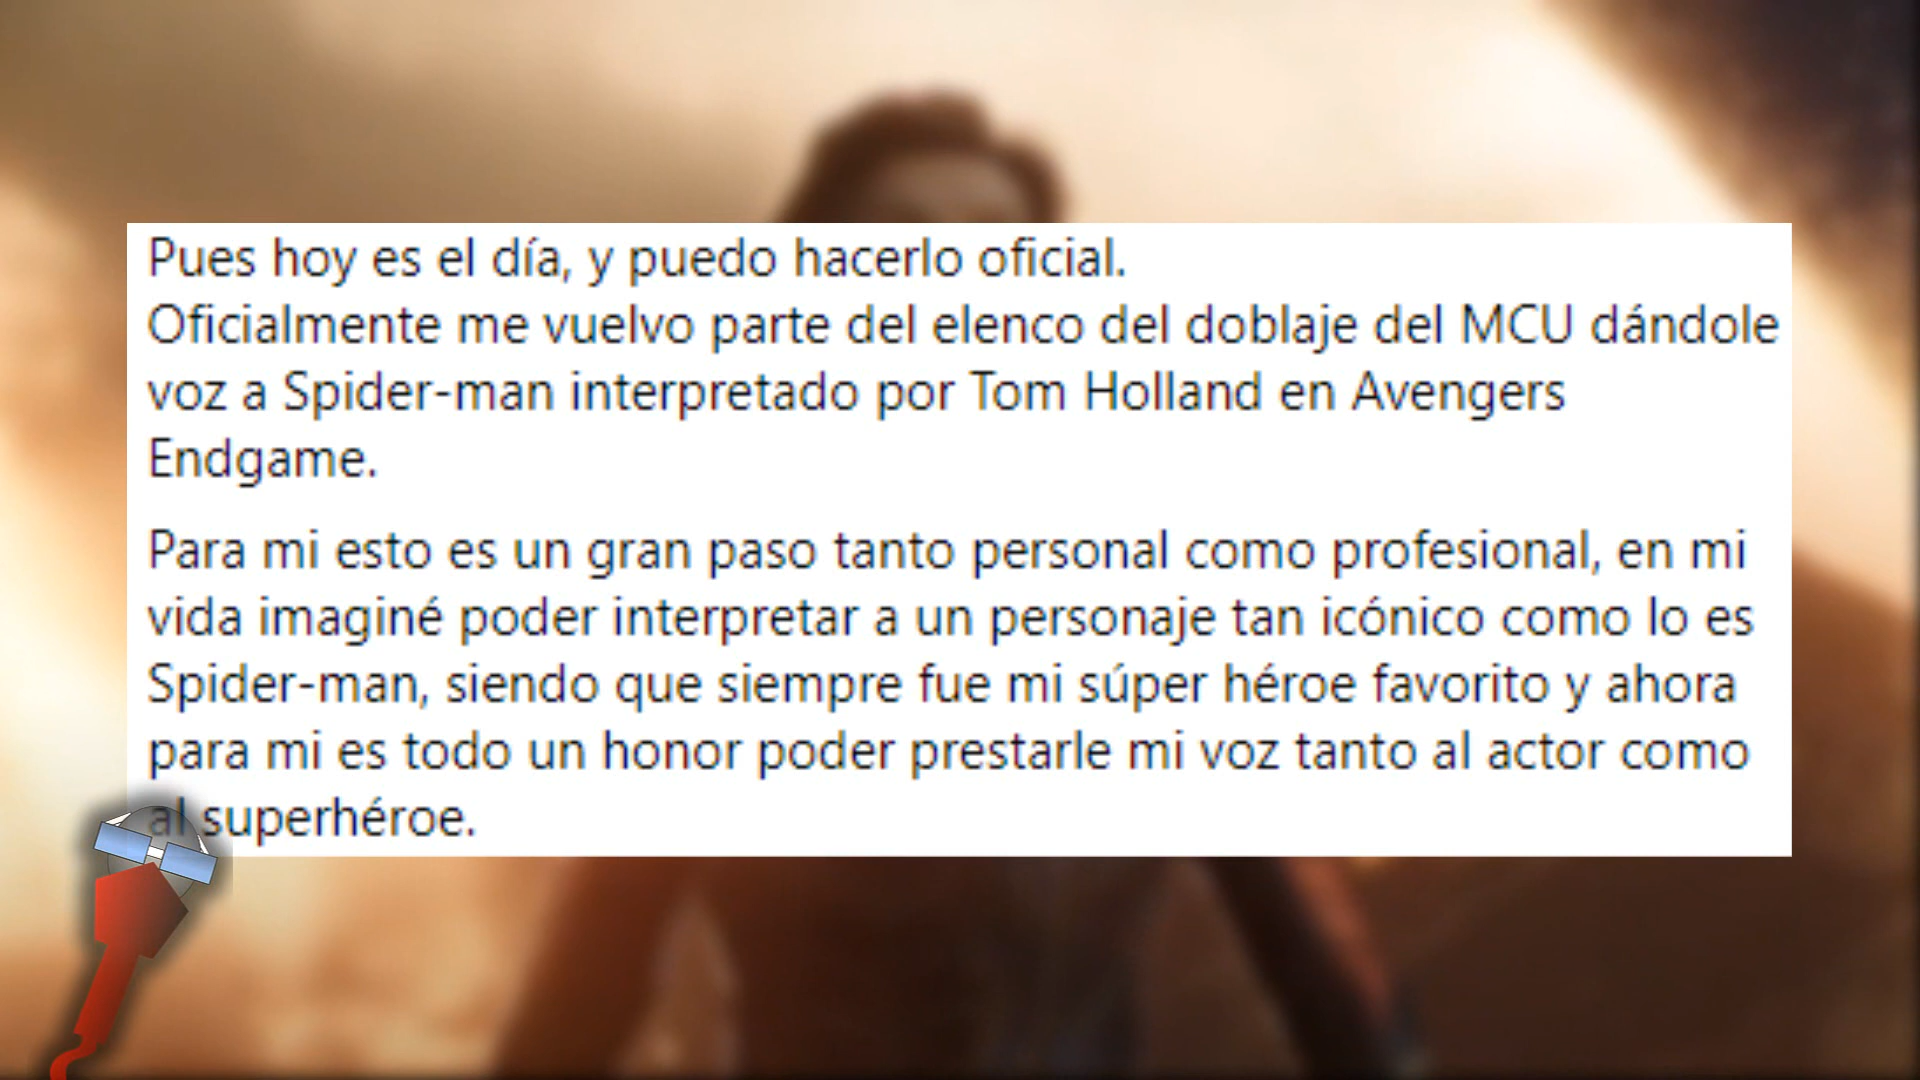 Pues hoy es el día, y puedo hacerlo oficial.
Oficialmente me vuelvo parte del elenco del doblaje del MCU dándole
voz a Spider-man interpretado por Tom Holland en Avengers
Endgame.
Para mi esto es un gran paso tanto personal como profesional, en mi
vida imaginé poder interpretar a un personaje tan icónico como lo es
Spider-man, siendo que siempre fue mi súper héroe favorito y ahora
para mi es todo un honor poder prestarle mi voz tanto al actor como
al superhéroe.